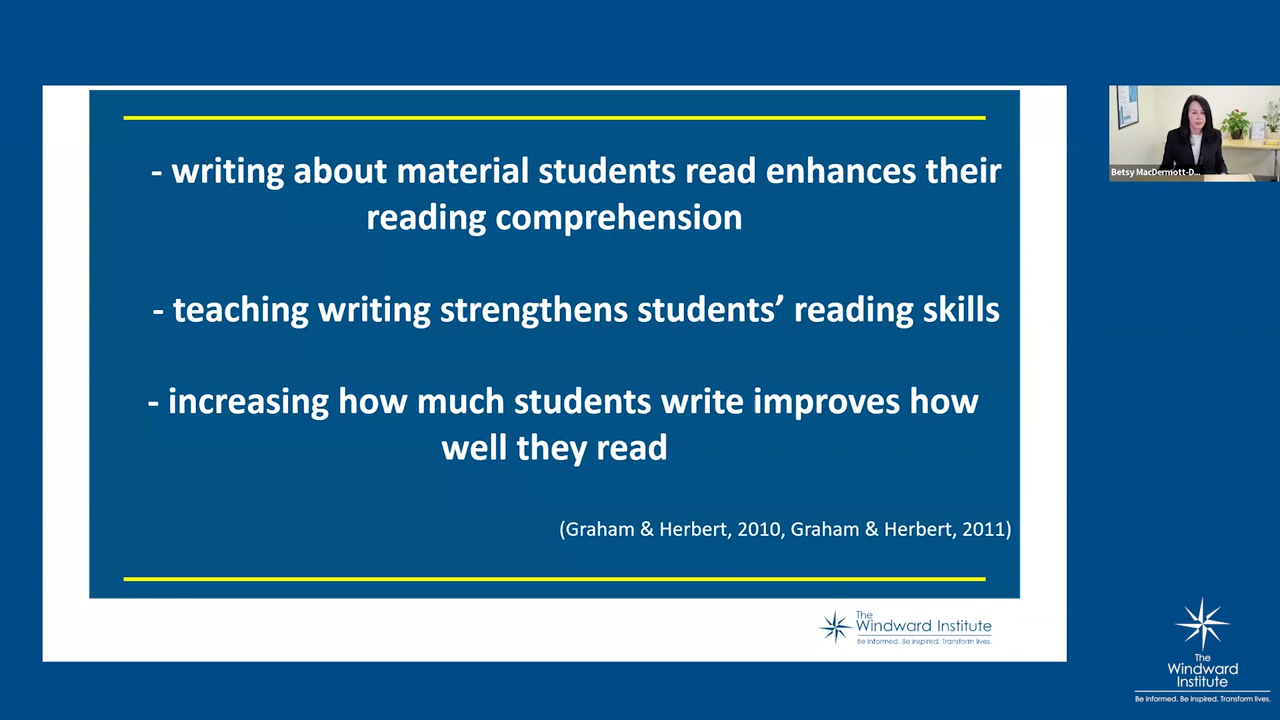 - writing about material students read enhances their
reading comprehension
- teaching writing strengthens students’ reading skills
- increasing how much students write improves how
well they read
(Graham & Herbert, 2010, Graham & Herbert, 2011)
The
Windward Institute
Be informed. Be inspired. Transform lives.
Betsy MacDermott-D...
The
Windward
Institute
Be informed. Be inspired. Transform lives.